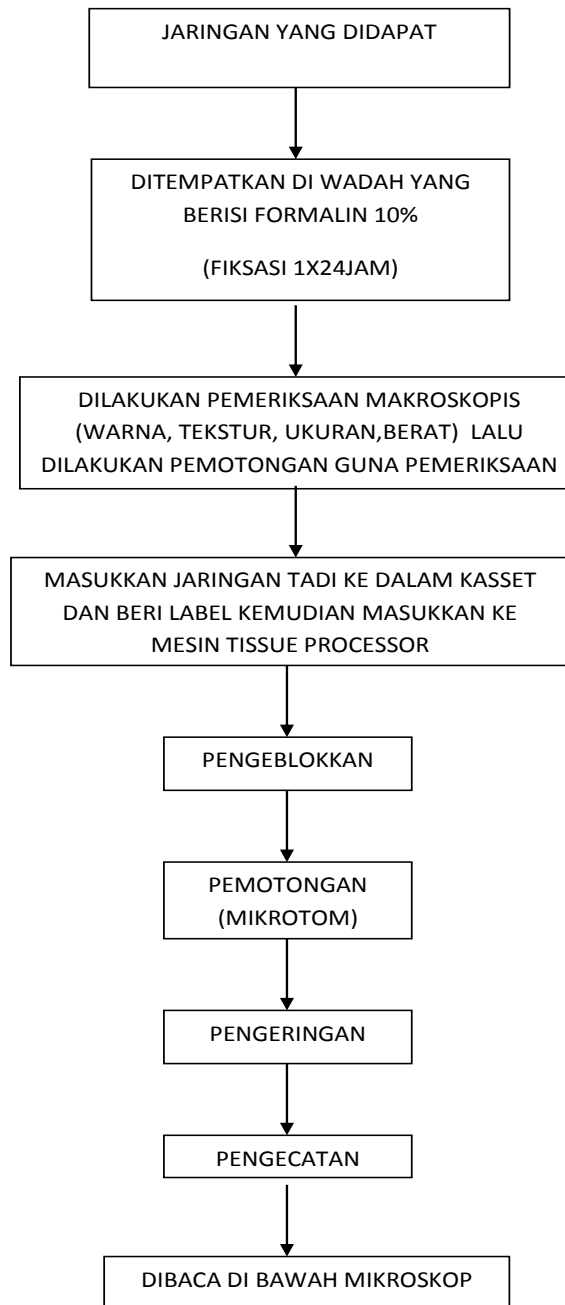 JARINGAN YANG DIDAPAT
DITEMPATKAN DI WADAH YANG
BERISI FORMALIN 10%
(FIKSASI 1X24JAM)
DILAKUKAN PEMERIKSAAN MAKROSKOPIS
(WARNA, TEKSTUR, UKURAN,BERAT) LALU
DILAKUKAN PEMOTONGAN GUNA PEMERIKSAAN
MASUKKAN JARINGAN TADI KE DALAM KASSET
DAN BERI LABEL KEMUDIAN MASUKKAN KE
MESIN TISSUE PROCESSOR
PENGEBLOKKAN
PEMOTONGAN
(MIKROTOM)
PENGERINGAN
PENGECATAN
DIBACA DI BAWAH MIKROSKOP